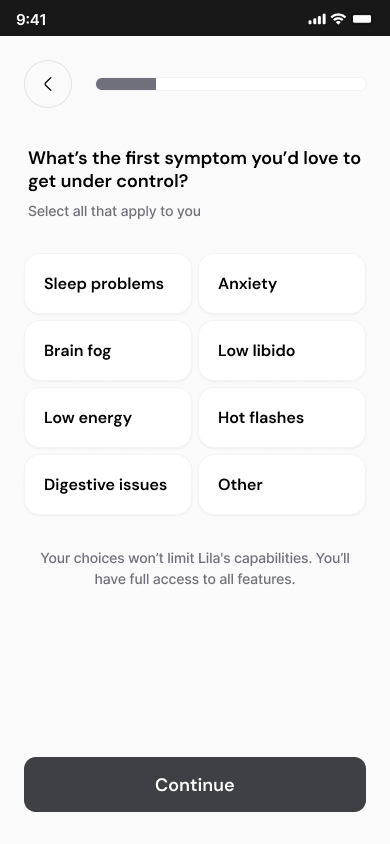 9:41
What’s the first symptom you’d love to
get under control?
Select all that apply to you
Sleep problems
Anxiety
Brain fog
Low libido
Low energy
Hot flashes
Digestive issues
Other
Your choices won’t limit Lila's capabilities. You’ll
have full access to all features.
Continue